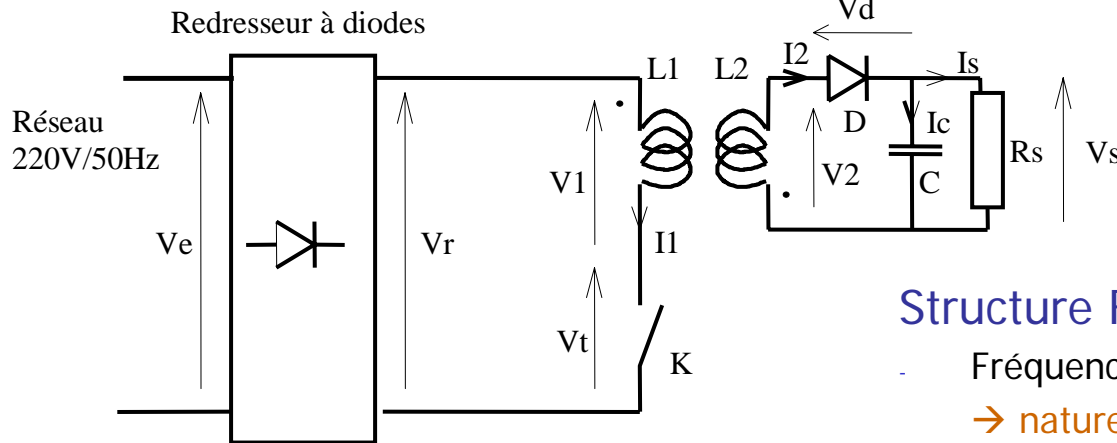 Redresseur à diodes
Réseau
220V/50Hz
Ve
Vr
L1
V1
I1
Vt
K
L2
V2
I2
Vd
D
Ic
C
Is
Rs
Vs
Structure
- Fréquenc
→ nature